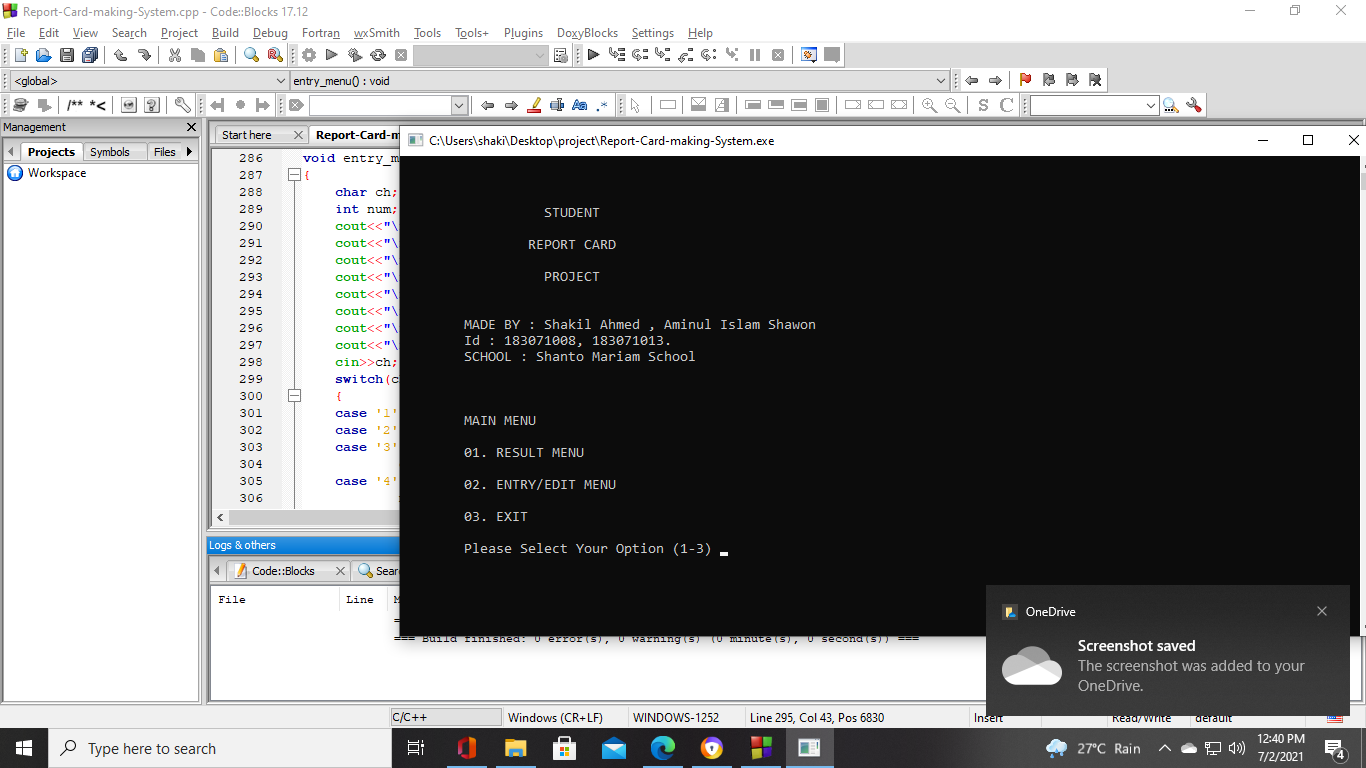 Report-Card-making-System.cpp - Code::Blocks 17.12
File Edit View Search Project Build Debug Fortran wxSmith Tools Tools+ Plugins DoxyBlocks Settings Help
<global> entry_menu() : void
/** *<
S C
Management
Projects Symbols Files
Workspace
Start here Report-Card-m
286 void entry_m
287 {
288 char ch;
289 int num;
290 cout<<"\
291 cout<<"\
292 cout<<"\
293 cout<<"\
294 cout<<"\
295 cout<<"\
296 cout<<"\
297 cout<<"\
298 cin>>ch;
299 switch(c
300 {
301 case '1'
302 case '2'
303 case '3'
304
305 case '4'
306
C:\Users\shaki\Desktop\project\Report-Card-making-System.exe
STUDENT
REPORT CARD
PROJECT
MADE BY : Shakil Ahmed , Aminul Islam Shawon
Id : 183071008, 183071013.
SCHOOL : Shanto Mariam School
MAIN MENU
01. RESULT MENU
02. ENTRY/EDIT MENU
03. EXIT
Please Select Your Option (1-3)
Logs & others
Code::Blocks Sear
File Line M
=== Build finished: 0 error(s), 0 warning(s) (0 minute(s), 0 second(s)) ===
OneDrive
Screenshot saved
The screenshot was added to your
OneDrive.
C/C++ Windows (CR+LF) WINDOWS-1252 Line 295, Col 43, Pos 6830 Insert Read/Write default
Type here to search
27°C Rain
12:40 PM
7/2/2021
4